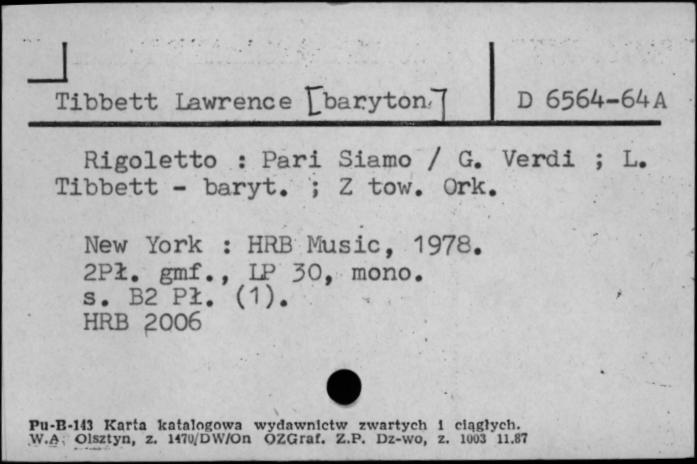 Tibbett Lawrence [baryton] D 6564-64A
Rigoletto : Pari Siamo / G. Verdi ; L.
Tibbett - baryt. ; Z tow. Ork.
New York : HRB Music, 1978.
2Pł. gmf., LP 30, mono.
s. B2 Pł. (1).
HRB 2006
Pu-B-143 Karta katalogowa wydawnictw zwartych i ciągłych.
W.A. Olsztyn, z. 1470/DW/On OZGraf. Z.P. Dz-wo, z. 1003 11.87